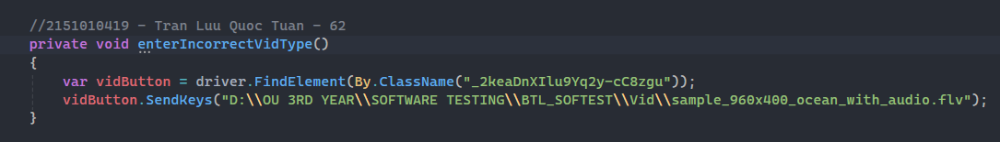 //2151010419 - Tran Luu Quoc Tuan - 62
private void enterIncorrectVidType()
{
var vidButton = driver.FindElement(By.ClassName("_2keaDnXIlu9Yq2y-cC8zgu"));
vidButton.SendKeys("D:\\OU 3RD YEAR\\SOFTWARE TESTING\\BTL_SOFTEST\\Vid\\sample_960x400_ocean_with_audio.flv");
}